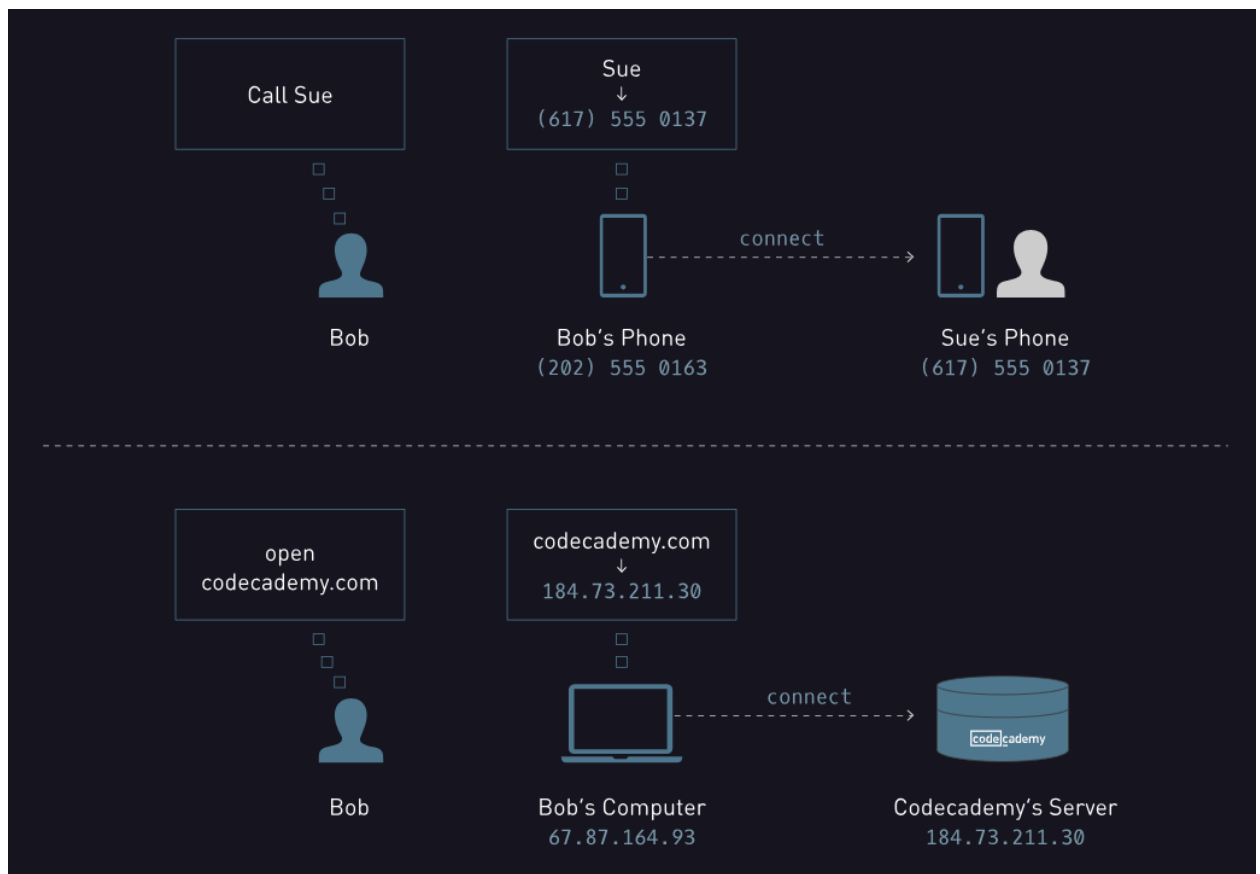 Call Sue
Sue
↓
(617) 555 0137
connect
Bob
Bob's Phone
(202) 555 0163
Sue's Phone
(617) 555 0137
open
codecademy.com
codecademy.com
↓
184.73.211.30
connect
codecademy
Bob
Bob's Computer
67.87.164.93
Codecademy's Server
184.73.211.30